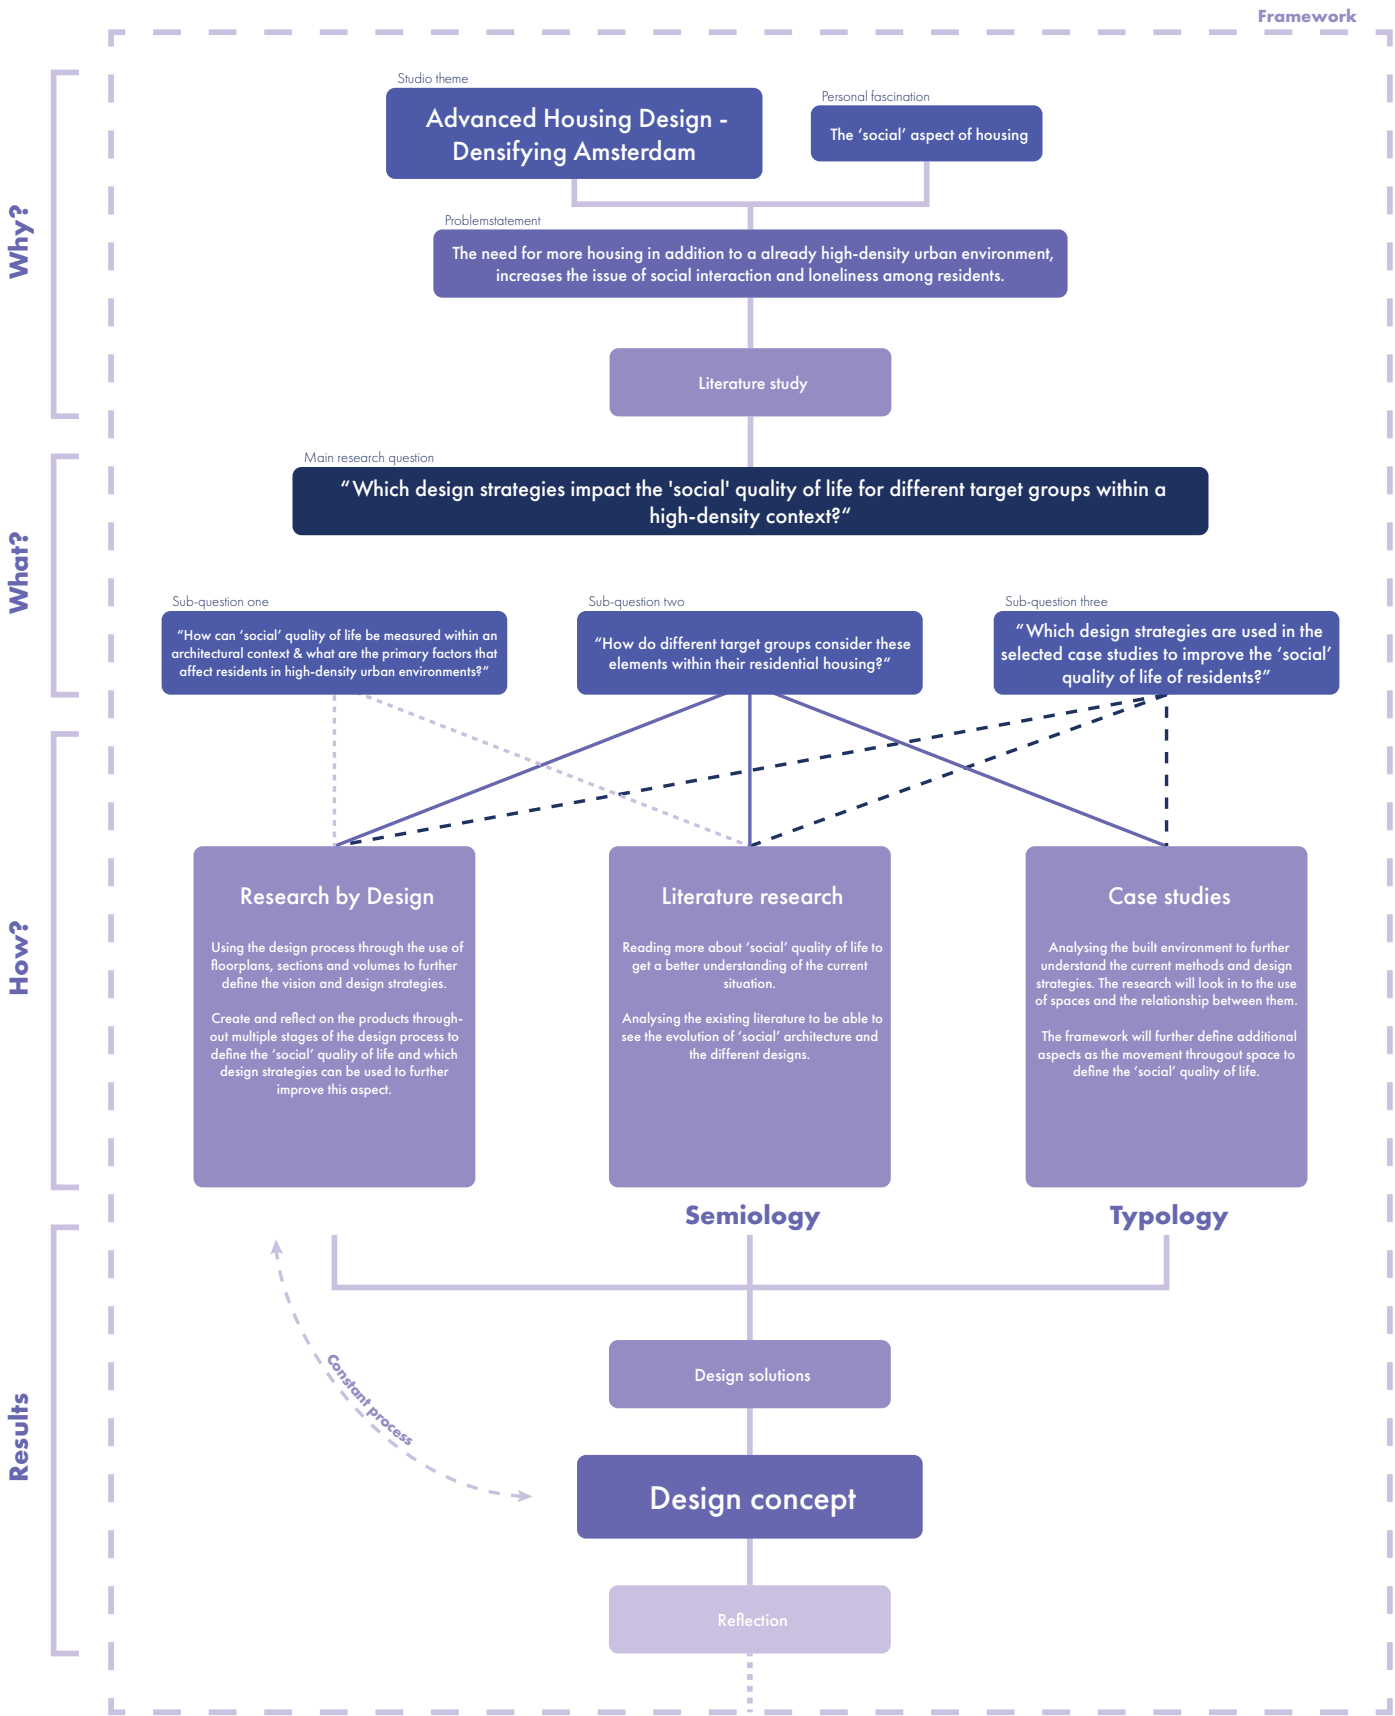 Framework
Why?
Studio theme
Advanced Housing Design -
Densifying Amsterdam
Personal fascination
The ‘social’ aspect of housing
Problemstatement
The need for more housing in addition to a already high-density urban environment,
increases the issue of social interaction and loneliness among residents.
Literature study
What?
Main research question
“Which design strategies impact the 'social' quality of life for different target groups within a
high-density context?“
Sub-question one
“How can ‘social’ quality of life be measured within an
architectural context & what are the primary factors that
affect residents in high-density urban environments?“
Sub-question two
“How do different target groups consider these
elements within their residential housing?“
Sub-question three
“Which design strategies are used in the
selected case studies to improve the ‘social’
quality of life of residents?”
How?
Research by Design
Using the design process through the use of
floorplans, sections and volumes to further
define the vision and design strategies.
Create and reflect on the products through-
out multiple stages of the design process to
define the ‘social’ quality of life and which
design strategies can be used to further
improve this aspect.
Literature research
Reading more about ‘social’ quality of life to
get a better understanding of the current
situation.
Analysing the existing literature to be able to
see the evolution of ‘social’ architecture and
the different designs.
Case studies
Analysing the built environment to further
understand the current methods and design
strategies. The research will look in to the use
of spaces and the relationship between them.
The framework will further define additional
aspects as the movement througout space to
define the ‘social’ quality of life.
Semiology
Typology
Results
Constant process
Design solutions
Design concept
Reflection